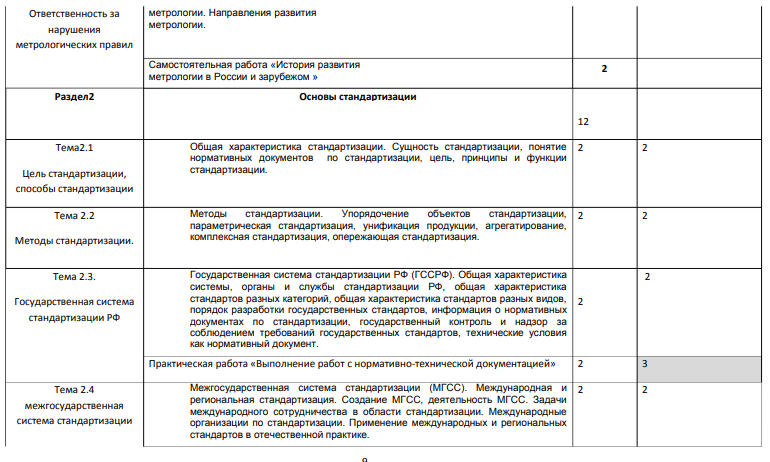 Ответственность за
нарушения
метрологических правил
метрологии. Направления развития
метрологии.
Самостоятельная работа «История развития
метрологии в России и зарубежом »
2
Раздел2
Основы стандартизации
12
Тема2.1
Цель стандартизации,
способы стандартизации
Общая характеристика стандартизации. Сущность стандартизации, понятие
нормативных документов по стандартизации, цель, принципы и функции
стандартизации.
2
2
Тема 2.2
Методы стандартизации.
Методы стандартизации. Упорядочение объектов стандартизации,
параметрическая стандартизация, унификация продукции, агрегатирование,
комплексная стандартизация, опережающая стандартизация.
2
2
Тема 2.3.
Государственная система
стандартизации РФ
Государственная система стандартизации РФ (ГССРФ). Общая характеристика
системы, органы и службы стандартизации РФ, общая характеристика
стандартов разных категорий, общая характеристика стандартов разных видов,
порядок разработки государственных стандартов, информация о нормативных
документах по стандартизации, государственный контроль и надзор за
соблюдением требований государственных стандартов, технические условия
как нормативный документ.
2
2
Практическая работа «Выполнение работ с нормативно-технической документацией»
2
3
Тема 2.4
межгосударственная
система стандартизации
Межгосударственная система стандартизации (МГСС). Международная и
региональная стандартизация. Создание МГСС, деятельность МГСС. Задачи
международного сотрудничества в области стандартизации. Международные
организации по стандартизации. Применение международных и региональных
стандартов в отечественной практике.
2
2
9